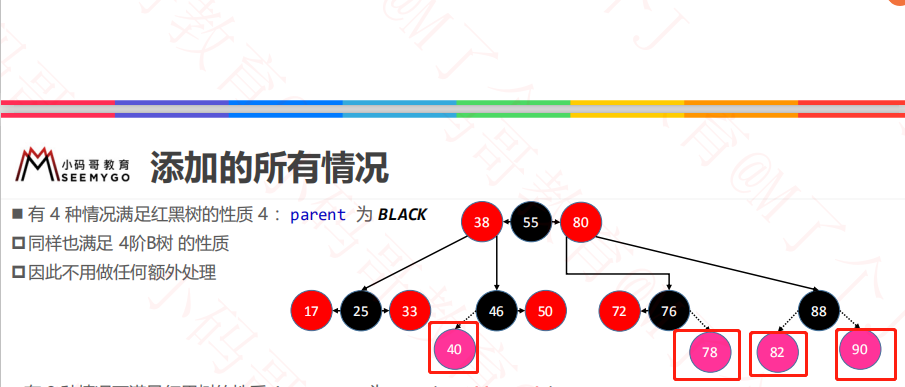 小码哥教育
SEEMYGO
添加的所有情况
有 4 种情况满足红黑树的性质 4 : parent 为 BLACK
同样也满足 4阶B树 的性质
因此不用做任何额外处理
38 55 80
17 25 33 46 50 72 76 88
40 78 82 90